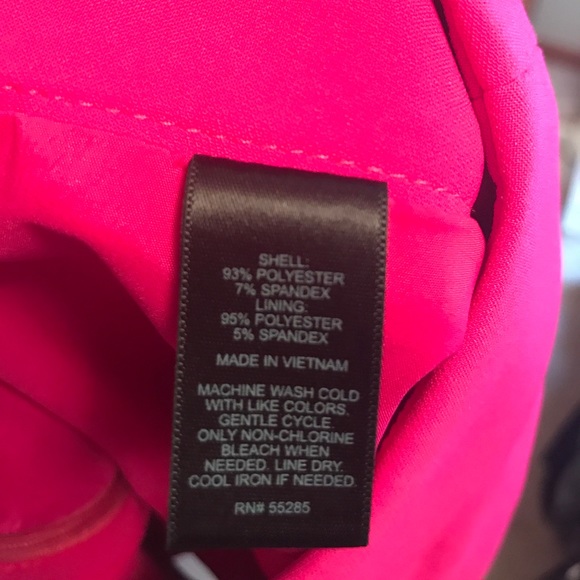 SHELL:
93% POLYESTER
7% SPANDEX
LINING:
95% POLYESTER
5% SPANDEX
MADE IN VIETNAM
MACHINE WASH COLD
WITH LIKE COLORS.
GENTLE CYCLE
ONLY NON-CHLORINE
BLEACH WHEN
NEEDED. LINE DRY.
COOL IRON IF NEEDED.
RN# 55285